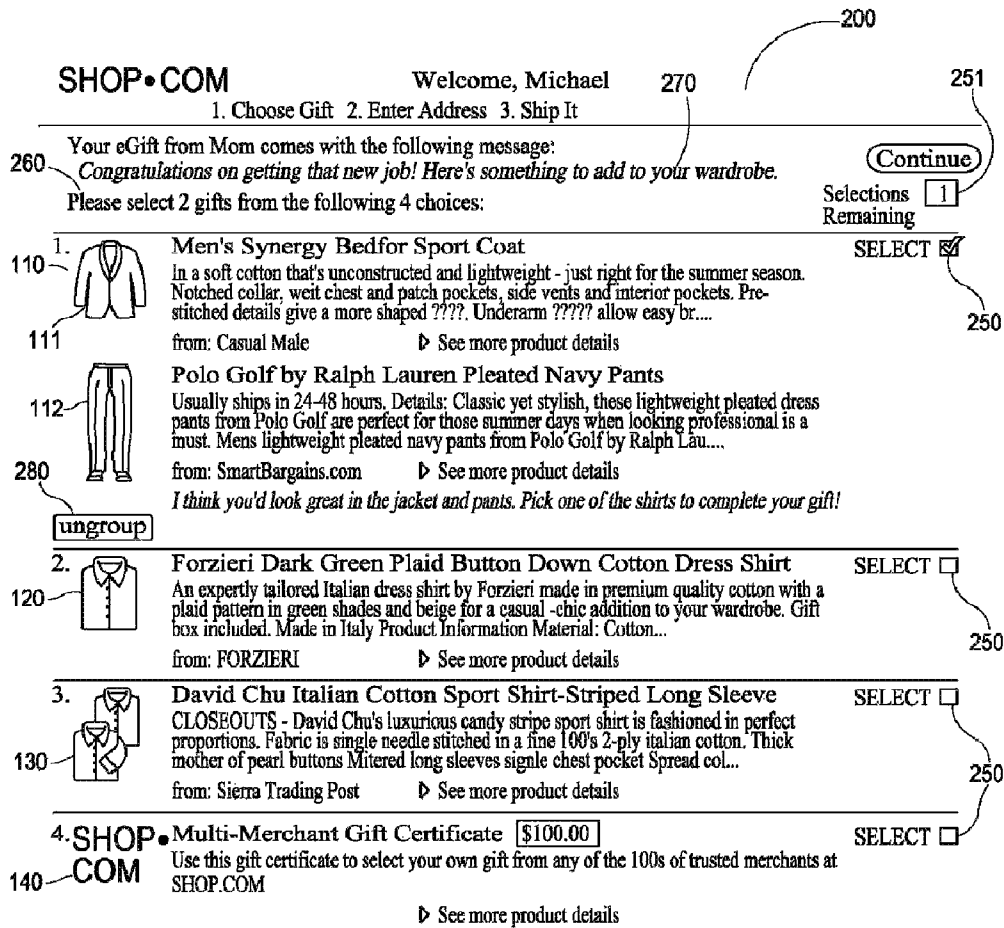 200
SHOP•COM Welcome, Michael 270 251
1. Choose Gift 2. Enter Address 3. Ship It
Your eGift from Mom comes with the following message:
260 Congratulations on getting that new job! Here's something to add to your wardrobe. Continue
Please select 2 gifts from the following 4 choices: Selections Remaining 1
1. Men's Synergy Bedfor Sport Coat SELECT
110 In a soft cotton that's unconstructed and lightweight - just right for the summer season.
Notched collar, weit chest and patch pockets, side vents and interior pockets. Pre-
stitched details give a more shaped ????. Underarm ????? allow easy br.... 250
111 from: Casual Male ▷ See more product details
Polo Golf by Ralph Lauren Pleated Navy Pants
112 Usually ships in 24-48 hours. Details: Classic yet stylish, these lightweight pleated dress
pants from Polo Golf are perfect for those summer days when looking professional is a
must. Mens lightweight pleated navy pants from Polo Golf by Ralph Lau....
280 from: SmartBargains.com ▷ See more product details
I think you'd look great in the jacket and pants. Pick one of the shirts to complete your gift!
ungroup
2. Forzieri Dark Green Plaid Button Down Cotton Dress Shirt SELECT
120 An expertly tailored Italian dress shirt by Forzieri made in premium quality cotton with a
plaid pattern in green shades and beige for a casual -chic addition to your wardrobe. Gift
box included. Made in Italy Product Information Material: Cotton... 250
from: FORZIERI ▷ See more product details
3. David Chu Italian Cotton Sport Shirt-Striped Long Sleeve SELECT
CLOSEOUTS - David Chu's luxurious candy stripe sport shirt is fashioned in perfect
proportions. Fabric is single needle stitched in a fine 100's 2-ply italian cotton. Thick
130 mother of pearl buttons Mitered long sleeves signle chest pocket Spread col... 250
from: Sierra Trading Post ▷ See more product details
4. SHOP•COM Multi-Merchant Gift Certificate $100.00 SELECT
140 Use this gift certificate to select your own gift from any of the 100s of trusted merchants at
SHOP.COM
▷ See more product details